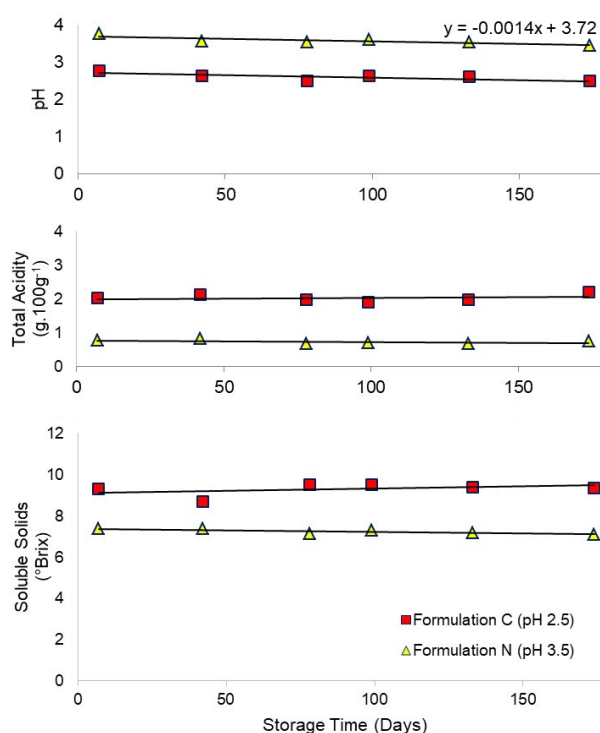 y = -0.0014x + 3.72
4
3
2
1
0
pH
0 50 100 150
4
3
2
1
0
Total Acidity
(g.100g⁻¹)
0 50 100 150
12
10
8
6
4
2
0
Soluble Solids
(°Brix)
Formulation C (pH 2.5)
Formulation N (pH 3.5)
0 50 100 150
Storage Time (Days)